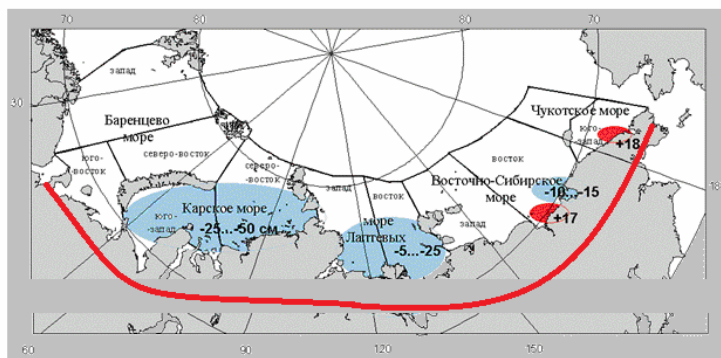 70
80
80
70
30
запад
Баренцево
море
Чукотское море
юго-
запад
+18
юго-
восток
северо-восток
северо-
восток
восток
запад
восток
Восточно-Сибирское
море
-10...-15
Карское море
юго-
запад
-25...-50 см
море
Лаптевых
-5...-25
запад
+17
18
60
90
120
150